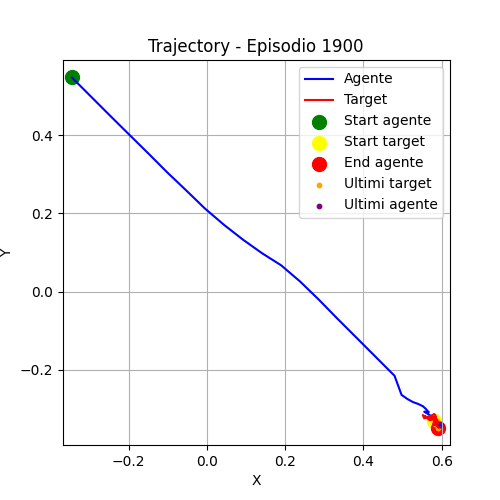 Trajectory - Episodio 1900
Agente
Target
Start agente
Start target
End agente
Ultimi target
Ultimi agente
0.4
0.2
0.0
−0.2
Y
−0.2
0.0
0.2
0.4
0.6
X